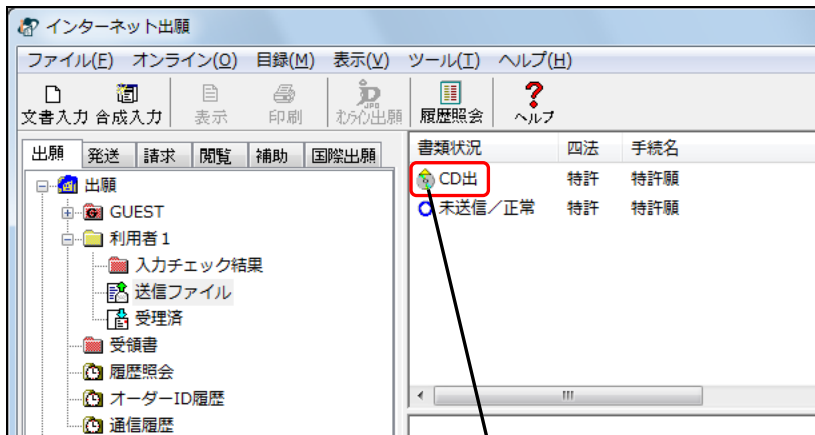 インターネット出願
ファイル(F) オンライン(O) 目録(M) 表示(V) ツール(T) ヘルプ(H)
文書入力 合成入力 表示 印刷 オンライン出願 履歴照会 ヘルプ
出願 発送 請求 閲覧 補助 国際出願
出願
GUEST
利用者1
入力チェック結果
送信ファイル
受理済
受領書
履歴照会
オーダーID履歴
通信履歴
書類状況 四法 手続名
CD出 特許 特許願
未送信/正常 特許 特許願